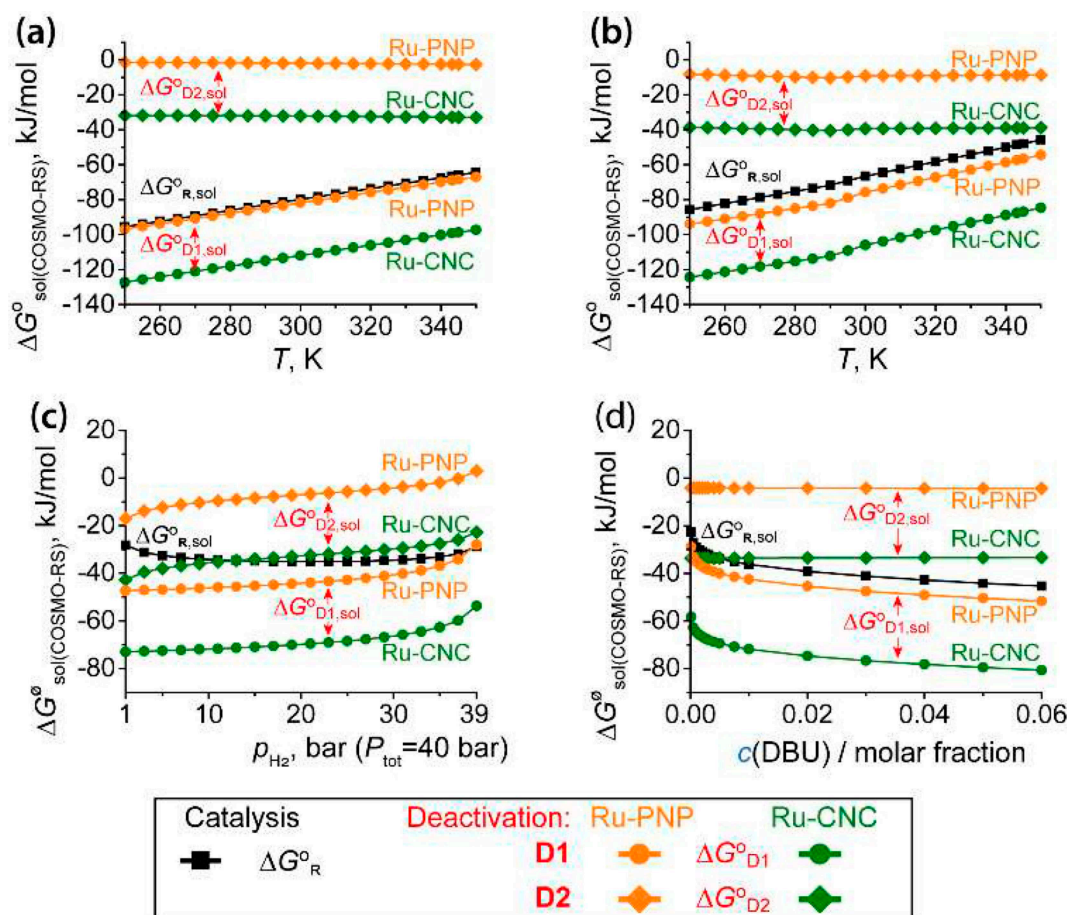 (a)
ΔG°sol(COSMO-RS), kJ/mol
0
-20
-40
-60
-80
-100
-120
-140
Ru-PNP
ΔG°D2,sol
Ru-CNC
ΔG°R,sol
Ru-PNP
ΔG°D1,sol
Ru-CNC
260 280 300 320 340
T, K
(b)
ΔG°sol(COSMO-RS), kJ/mol
0
-20
-40
-60
-80
-100
-120
-140
Ru-PNP
ΔG°D2,sol
Ru-CNC
ΔG°R,sol
Ru-PNP
ΔG°D1,sol
Ru-CNC
260 280 300 320 340
T, K
(c)
ΔGøsol(COSMO-RS), kJ/mol
20
0
-20
-40
-60
-80
Ru-PNP
ΔG°D2,sol
ΔG°R,sol
Ru-CNC
Ru-PNP
ΔG°D1,sol
Ru-CNC
1 10 20 30 39
pH2, bar (Ptot=40 bar)
(d)
ΔGøsol(COSMO-RS), kJ/mol
20
0
-20
-40
-60
-80
Ru-PNP
ΔG°D2,sol
ΔG°R,sol
Ru-CNC
Ru-PNP
ΔG°D1,sol
Ru-CNC
0.00 0.02 0.04 0.06
c(DBU) / molar fraction
Catalysis Deactivation: Ru-PNP Ru-CNC
ΔG°R D1 ΔG°D1
D2 ΔG°D2